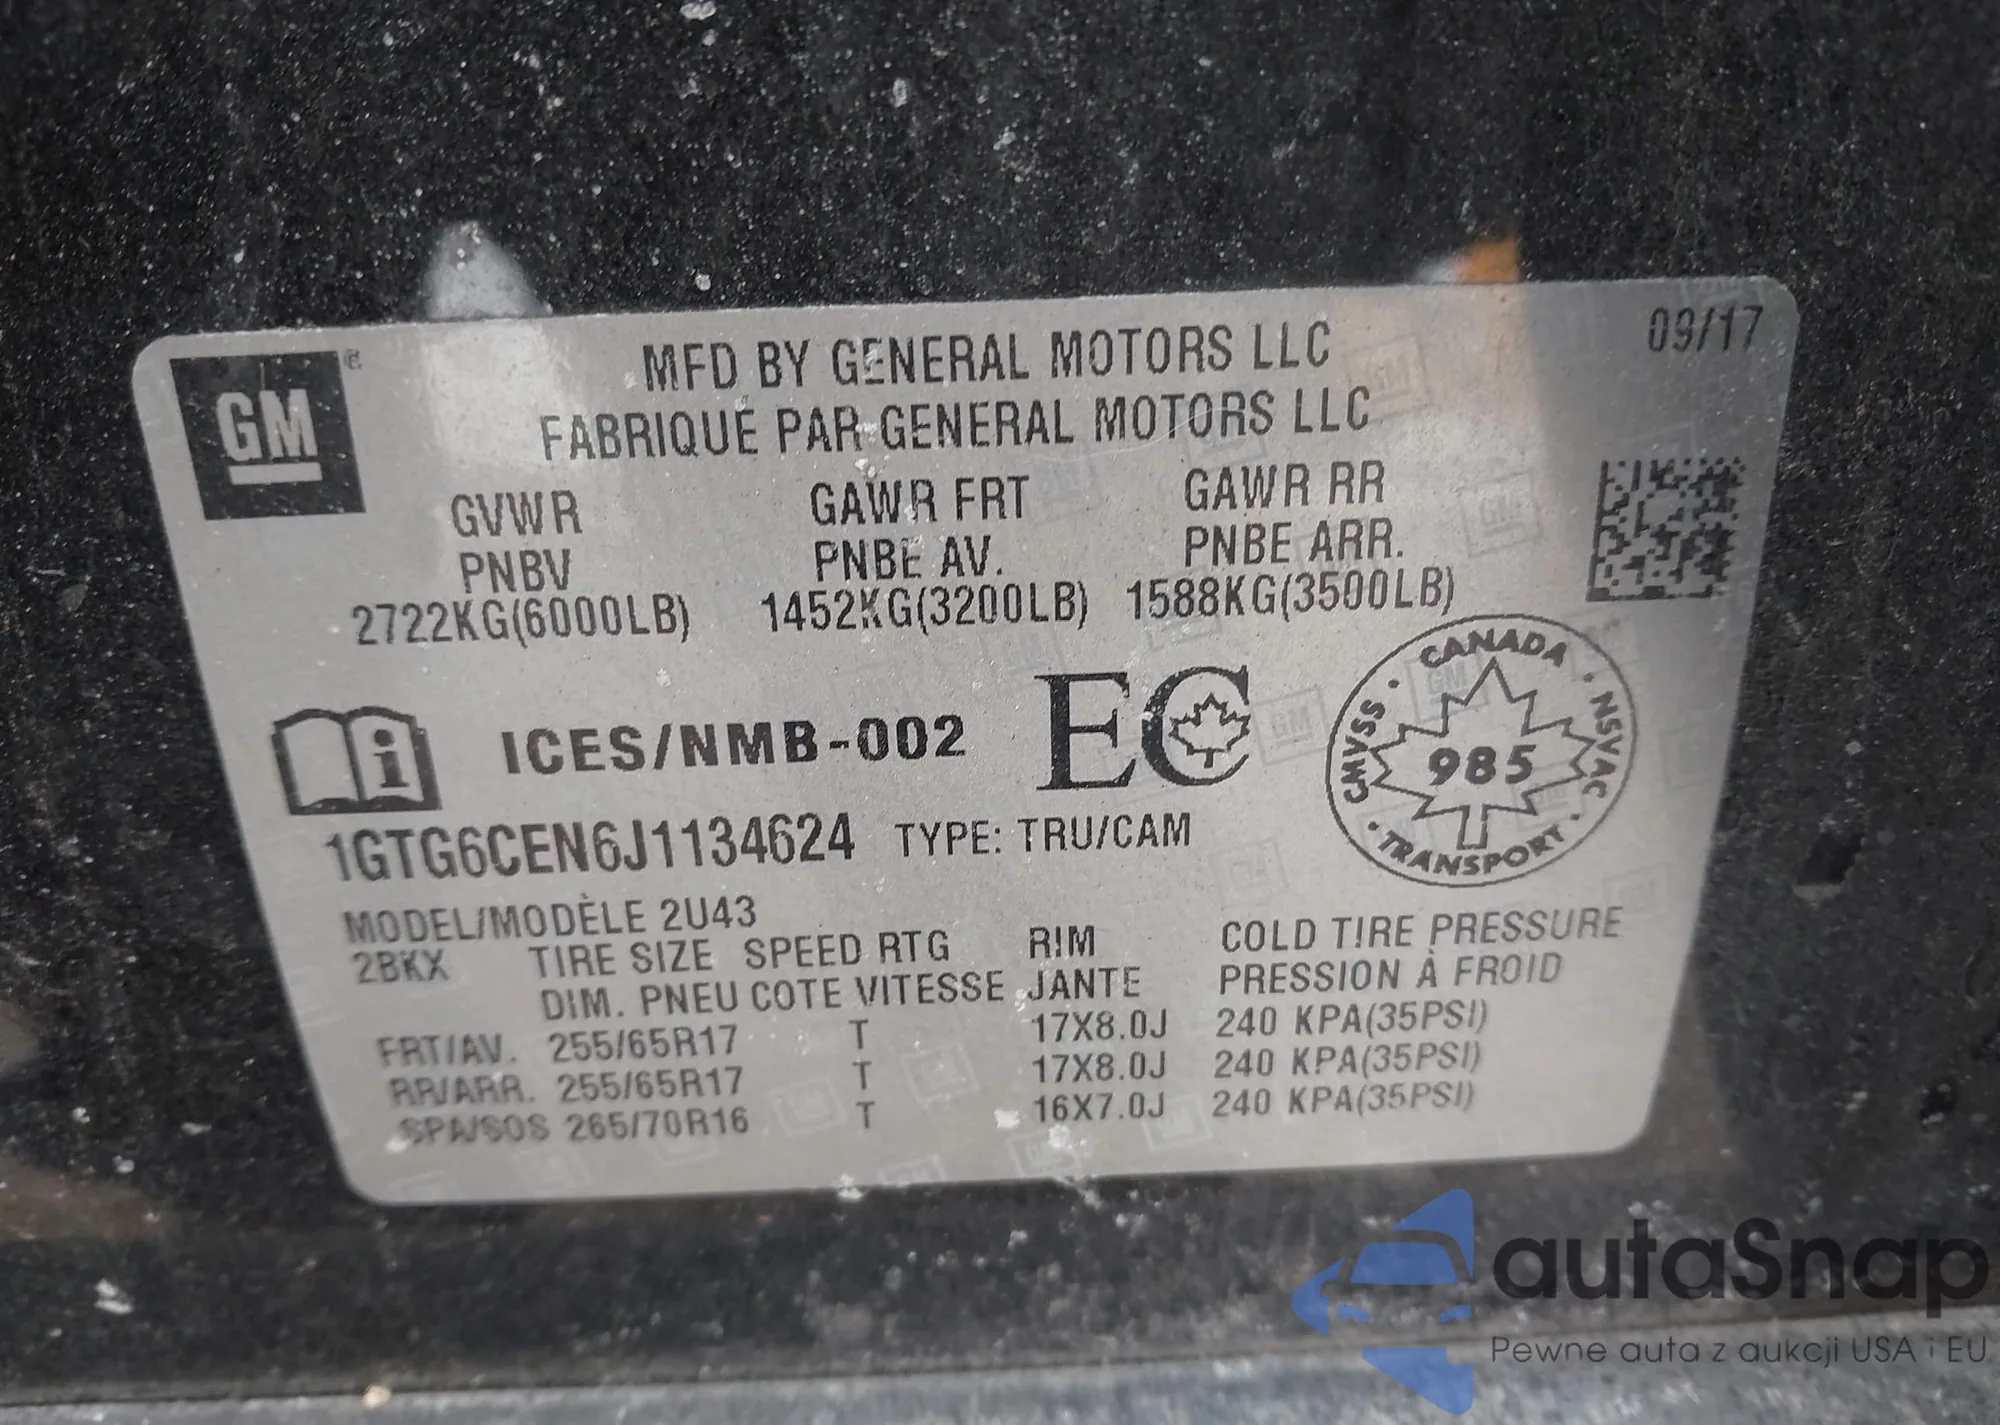 GM
MFD BY GENERAL MOTORS LLC
09/17
FABRIQUÉ PAR GENERAL MOTORS LLC
GVWR GAWR FRT GAWR RR
PNBV PNBE AV. PNBE ARR.
2722KG(6000LB) 1452KG(3200LB) 1588KG(3500LB)
i ICES/NMB-002 EC
CANADA · NSVAC · TRANSPORT · CMVSS ·
985
1GTG6CEN6J1134624 TYPE: TRU/CAM
MODEL/MODÈLE 2U43
2BKX TIRE SIZE SPEED RTG RIM COLD TIRE PRESSURE
DIM. PNEU COTE VITESSE JANTE PRESSION À FROID
FRT/AV. 255/65R17 T 17X8.0J 240 KPA(35PSI)
RR/ARR. 255/65R17 T 17X8.0J 240 KPA(35PSI)
SPA/SOS 265/70R16 T 16X7.0J 240 KPA(35PSI)
autaSnap
Pewne auta z aukcji USA i EU